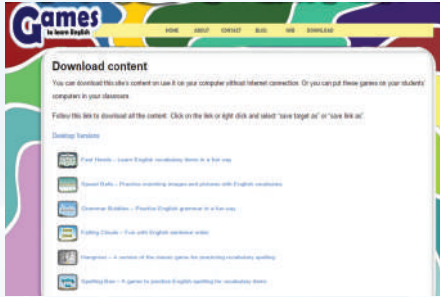 Games
to learn English
HOME ABOUT CONTACT BLOG WEB DOWNLOAD
Download content
You can download this site's content on use it on your computer without Internet connection. Or you can put these games on your students'
computers in your classroom
Follow this link to download all the content. Click on the link or right click and select 'save target as' or 'save link as'.
Desktop Versions
Fast Hands - Learn English vocabulary items in a fun way
Speed Balls - Practice matching images and pictures with English vocabulary
Grammar Bubbles - Practice English grammar in a fun way
Falling Clouds - Fun with English sentence order
Hangman - A version of the classic game for practicing vocabulary spelling
Spelling Bee - A games to practice English spelling for vocabulary items